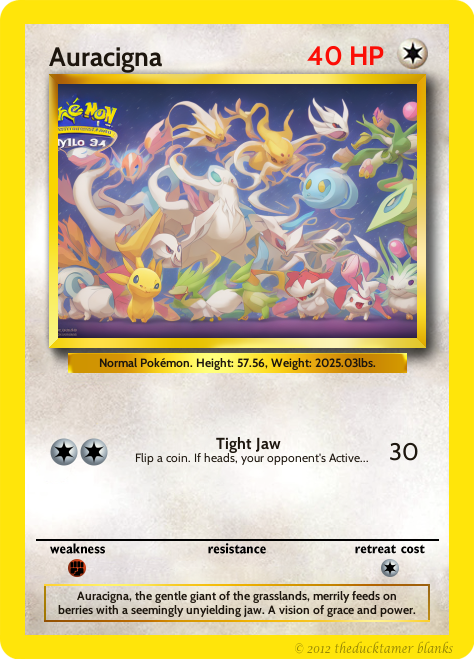 Auracigna
40 HP
Normal Pokémon. Height: 57.56, Weight: 2025.03lbs.
Tight Jaw
Flip a coin. If heads, your opponent's Active...
30
weakness
resistance
retreat cost
Auracigna, the gentle giant of the grasslands, merrily feeds on
berries with a seemingly unyielding jaw. A vision of grace and power.
© 2012 theducktamer blanks